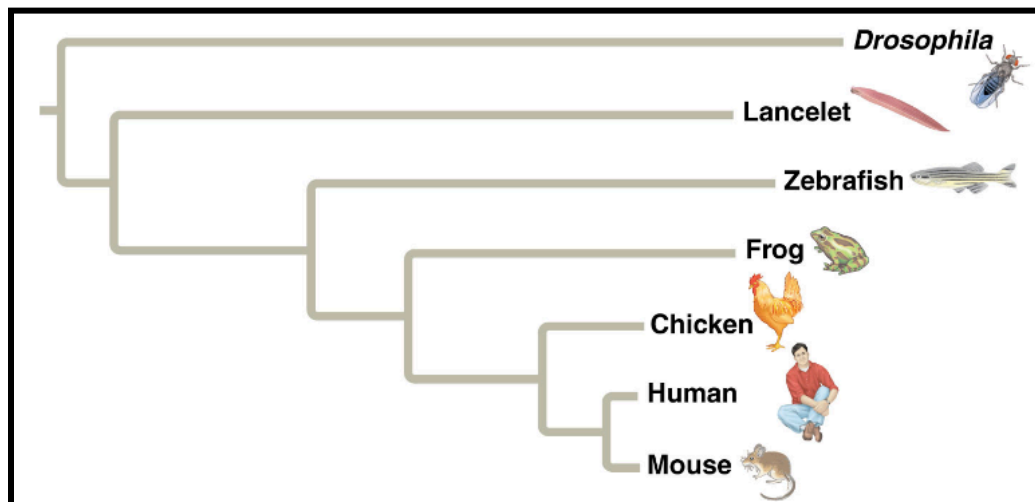 Drosophila
Lancelet
Zebrafish
Frog
Chicken
Human
Mouse